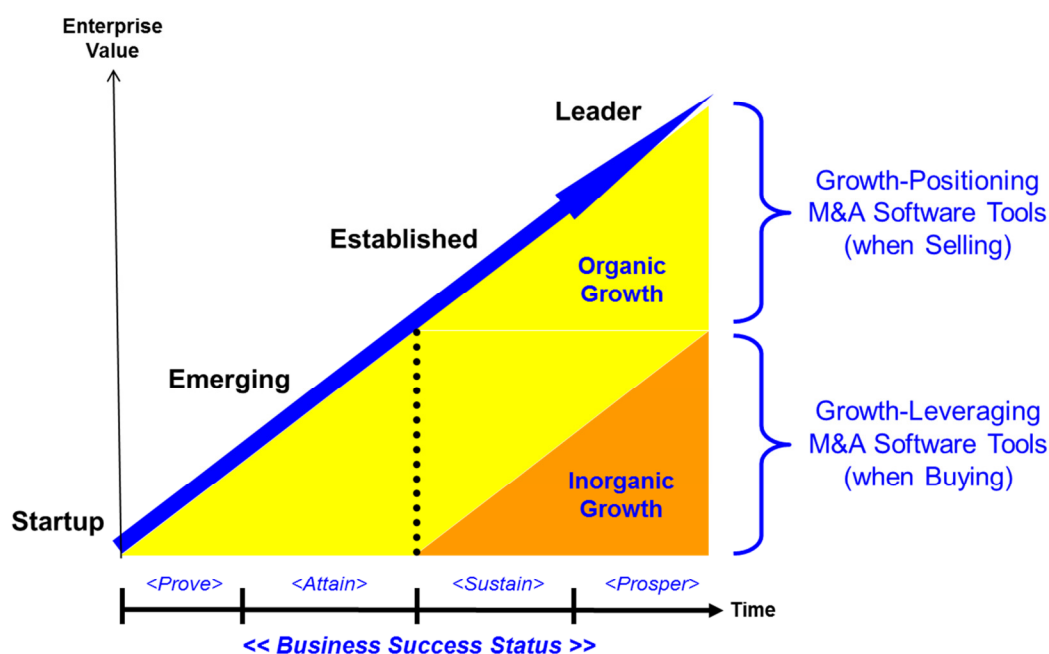 Enterprise
Value
Leader
Growth-Positioning
M&A Software Tools
(when Selling)
Established
Organic
Growth
Emerging
Growth-Leveraging
M&A Software Tools
(when Buying)
Inorganic
Growth
Startup
<Prove> <Attain> <Sustain> <Prosper>
Time
<< Business Success Status >>